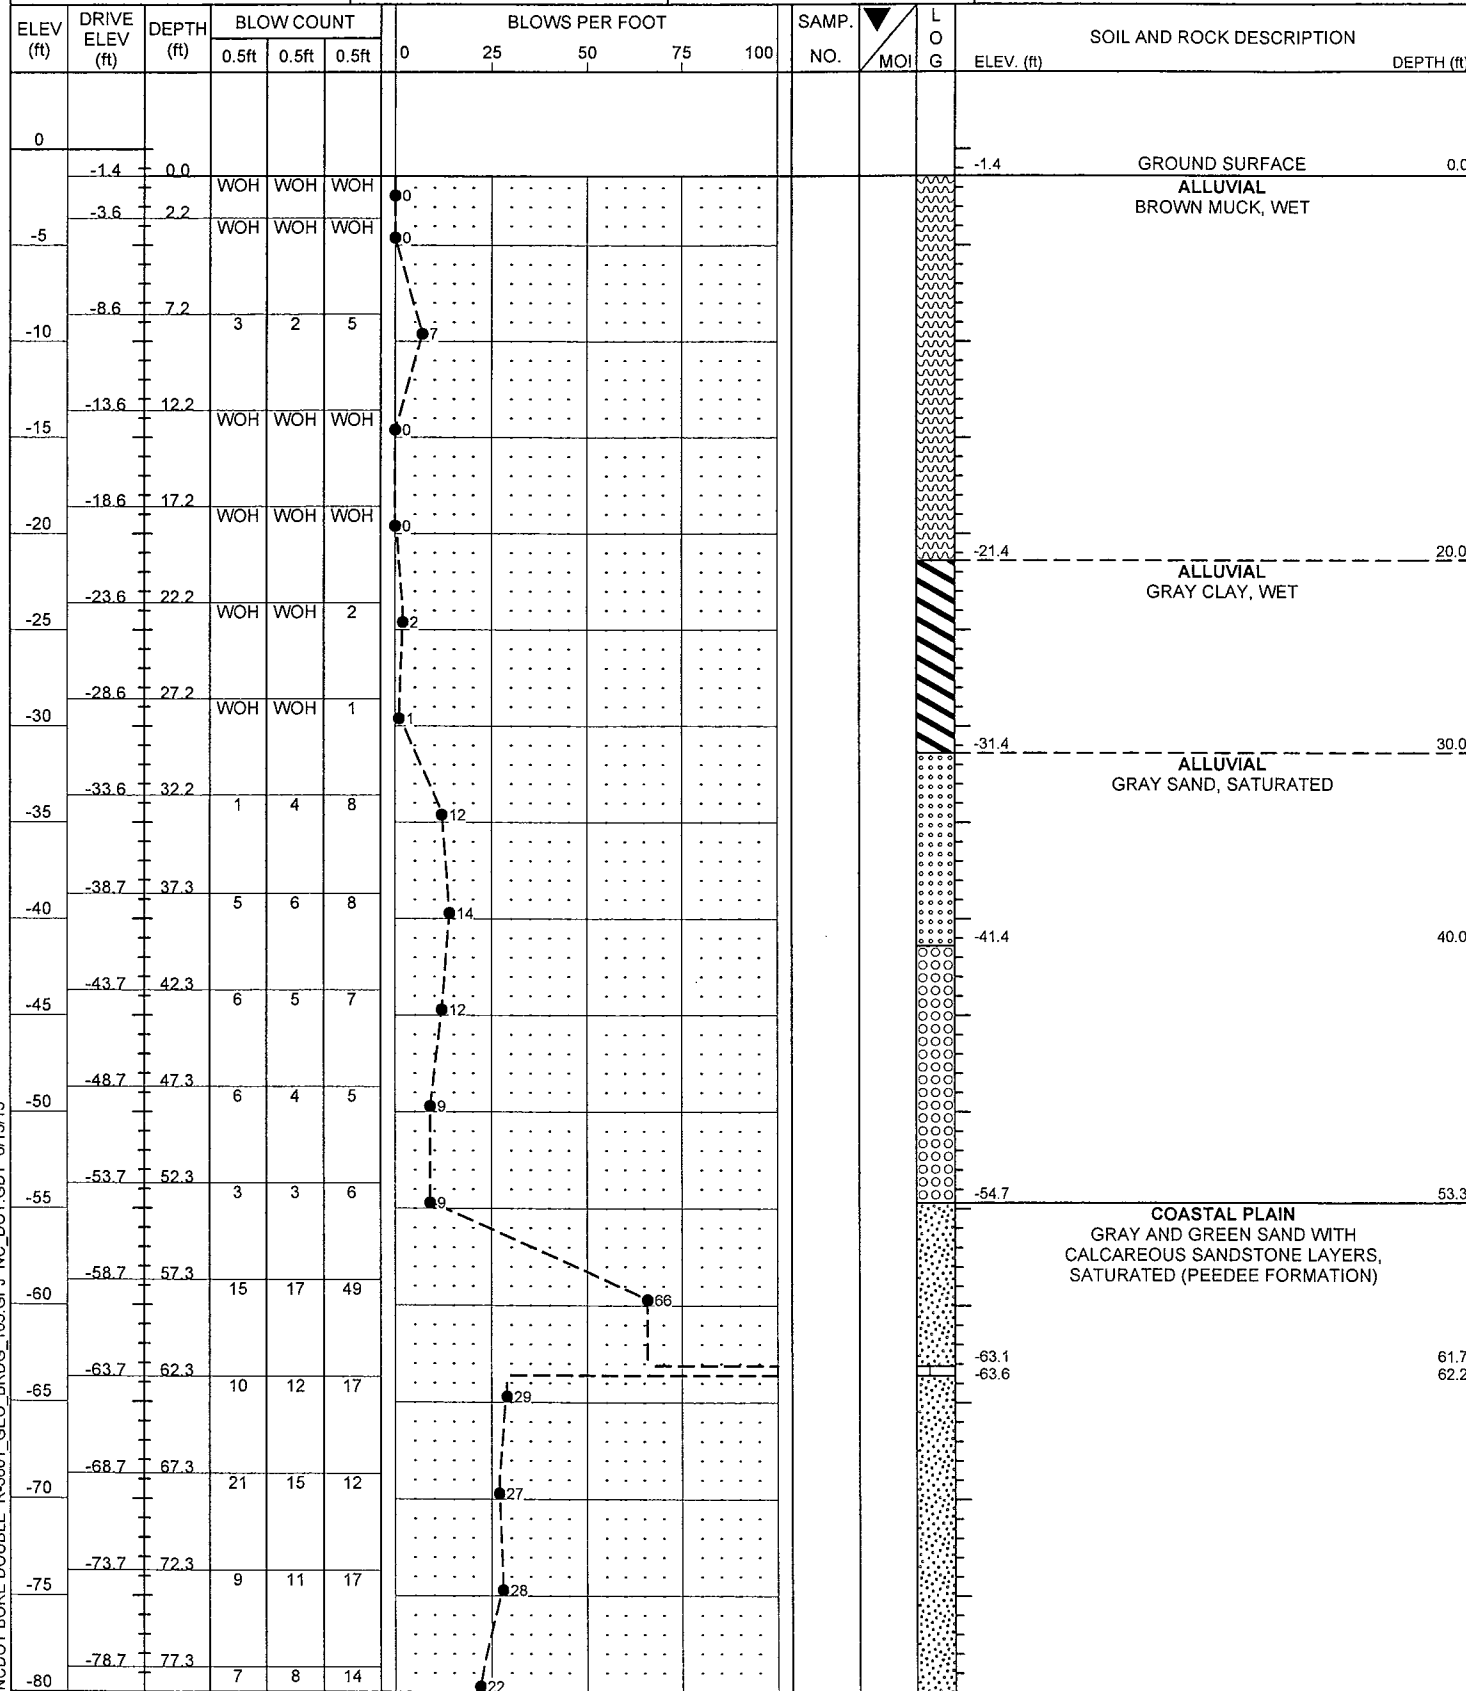 ELEV (ft) DRIVE ELEV (ft) DEPTH (ft) BLOW COUNT BLOWS PER FOOT SAMP. NO. MOI L O G SOIL AND ROCK DESCRIPTION
0.5ft 0.5ft 0.5ft 0 25 50 75 100 ELEV. (ft) DEPTH (ft)
0
-1.4 0.0 -1.4 GROUND SURFACE 0.0
WOH WOH WOH 0 ALLUVIAL
BROWN MUCK, WET
-3.6 2.2
-5 WOH WOH WOH 0
-8.6 7.2
-10 3 2 5 7
-13.6 12.2
-15 WOH WOH WOH 0
-18.6 17.2
-20 WOH WOH WOH 0
-21.4 20.0
ALLUVIAL
GRAY CLAY, WET
-23.6 22.2
-25 WOH WOH 2 2
-28.6 27.2
-30 WOH WOH 1 1
-31.4 30.0
ALLUVIAL
GRAY SAND, SATURATED
-33.6 32.2
-35 1 4 8 12
-38.7 37.3
-40 5 6 8 14
-41.4 40.0
-43.7 42.3
-45 6 5 7 12
-48.7 47.3
-50 6 4 5 9
-53.7 52.3
-55 3 3 6 9
-54.7 53.3
COASTAL PLAIN
GRAY AND GREEN SAND WITH
CALCAREOUS SANDSTONE LAYERS,
SATURATED (PEEDEE FORMATION)
-58.7 57.3
-60 15 17 49 66
-63.1 61.7
-63.7 62.3 -63.6 62.2
-65 10 12 17 29
-68.7 67.3
-70 21 15 12 27
-73.7 72.3
-75 9 11 17 28
-78.7 77.3
-80 7 8 14 22